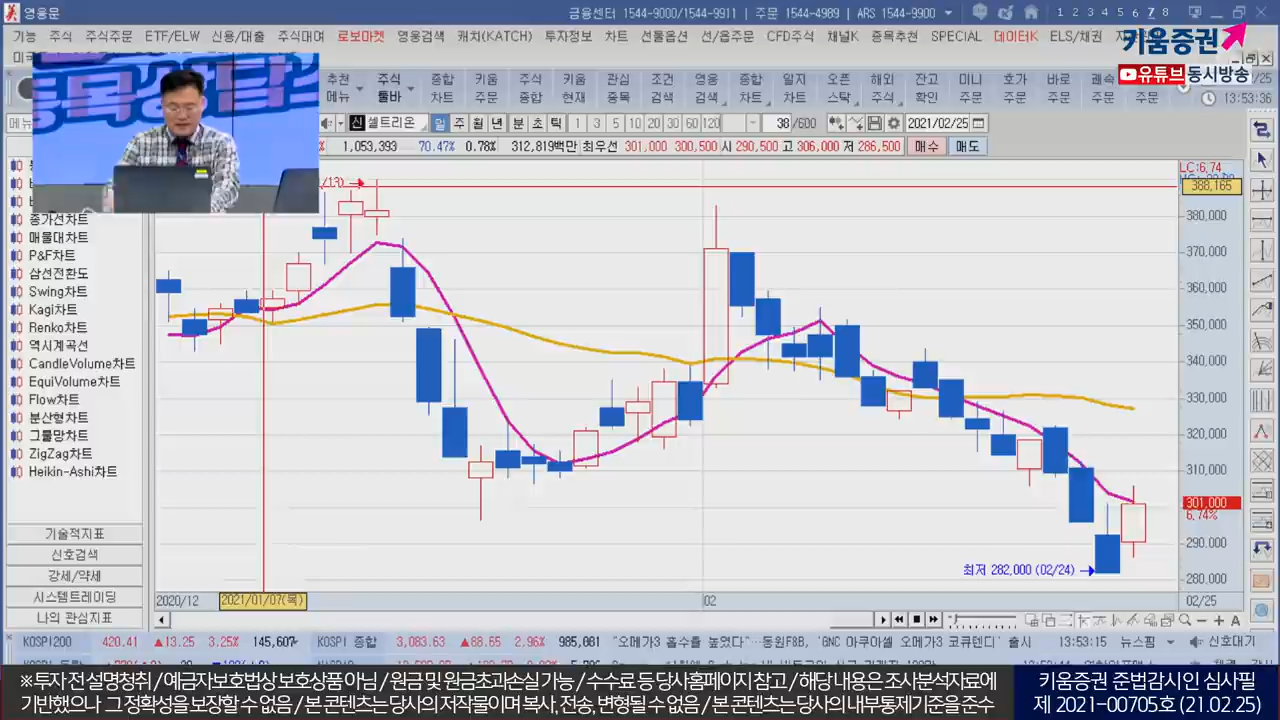 영웅문
금융센터 1544-9000/1544-9911 | 주문 1544-4989 | ARS 1544-9900
1 2 3 4 5 6 7 8
기능 주식 주식주문 ETF/ELW 신용/대출 주식대여 로보마켓 영웅검색 캐치(KATCH) 투자정보 차트 선물옵션 선/옵주문 CFD주식 채널K 종목추천 SPECIAL 데이터K ELS/채권
키움증권
유튜브 동시방송
추천 주식 종합 키움 주식 키움 관심 조건 영웅 종합 일지 오늘 해외 잔고 미니 호가 바로 쾌속
메뉴 툴바 차트 주문 종합 현재 종목 검색 검색 차트 차트 스탁 주식 확인 주문 주문 주문 주문 주문
13:53:36
신 셀트리온 일 주 월 년 분 초 틱 1 3 5 10 20 30 60 120 38 /600 2021/02/25
1,053,393 70.47% 0.78% 312,819백만 최우선 301,000 300,500 시 290,500 고 306,000 저 286,500 매수 매도
LC:6.74
388,165
380,000
370,000
360,000
350,000
340,000
330,000
320,000
310,000
301,000
6.74%
290,000
280,000
종가선차트
매물대차트
P&F차트
삼선전환도
Swing차트
Kagi차트
Renko차트
역시계곡선
CandleVolume차트
EquiVolume차트
Flow차트
분산형차트
그물망차트
ZigZag차트
Heikin-Ashi차트
기술적지표
신호검색
강세/약세
시스템트레이딩
나의 관심지표
최저 282,000 (02/24)
2020/12 2021/01/07(목) 02 02/25
KOSPI200 420.41 ▲13.25 3.25% 145,607 KOSPI 종합 3,083.63 ▲88.65 2.96% 985,681 "오메가3 흡수를 높였다"…동원F&B, 'GNC 아쿠아셀 오메가3 코큐텐디' 출시 13:53:15 뉴스핌 신호대기
※ 투자 전 설명청취 / 예금자보호법상 보호상품 아님 / 원금 및 원금초과손실 가능 / 수수료 등 당사홈페이지 참고 / 해당 내용은 조사분석자료에
기반했으나 그 정확성을 보장할 수 없음 / 본 콘텐츠는 당사의 저작물이며 복사, 전송, 변형될 수 없음 / 본 콘텐츠는 당사의 내부통제기준을 준수
키움증권 준법감시인 심사필
제 2021-00705호 (21.02.25)